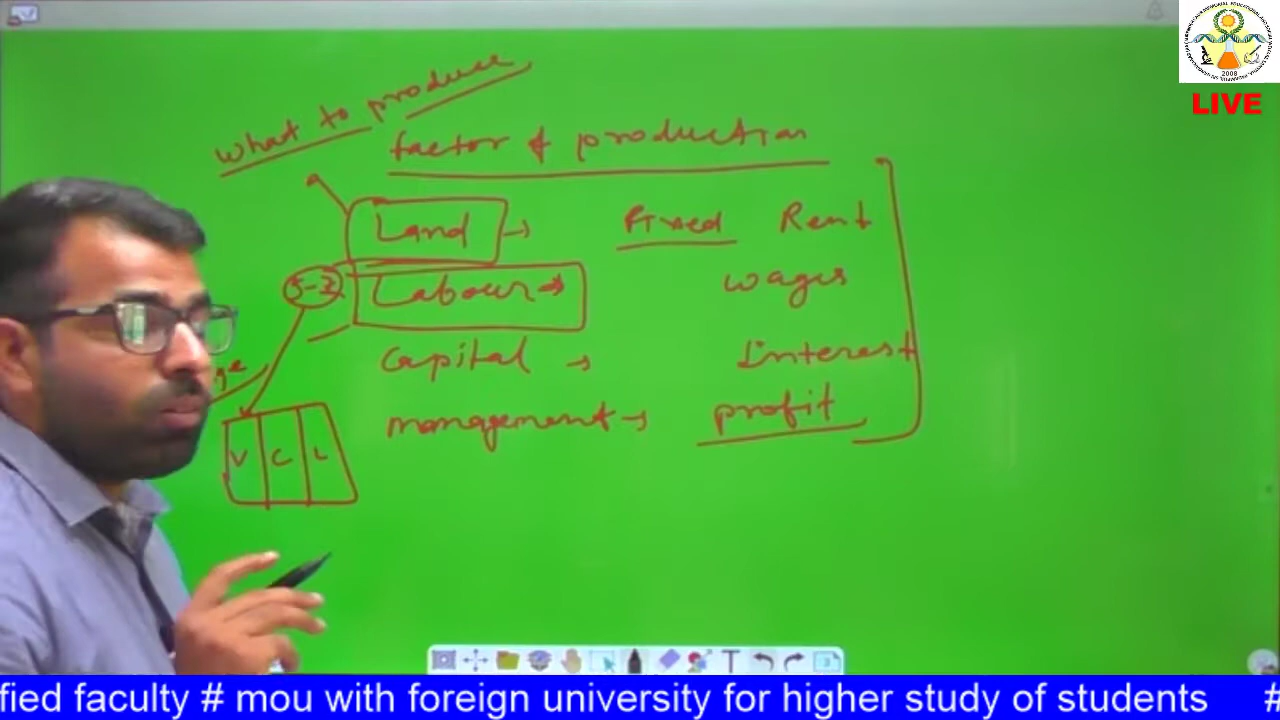 LIVE
2008
what to produce
factor of production
Land → Fixed Rent
Labour → wages
Capital → Interest
management → profit
V C L
fied faculty # mou with foreign university for higher study of students #